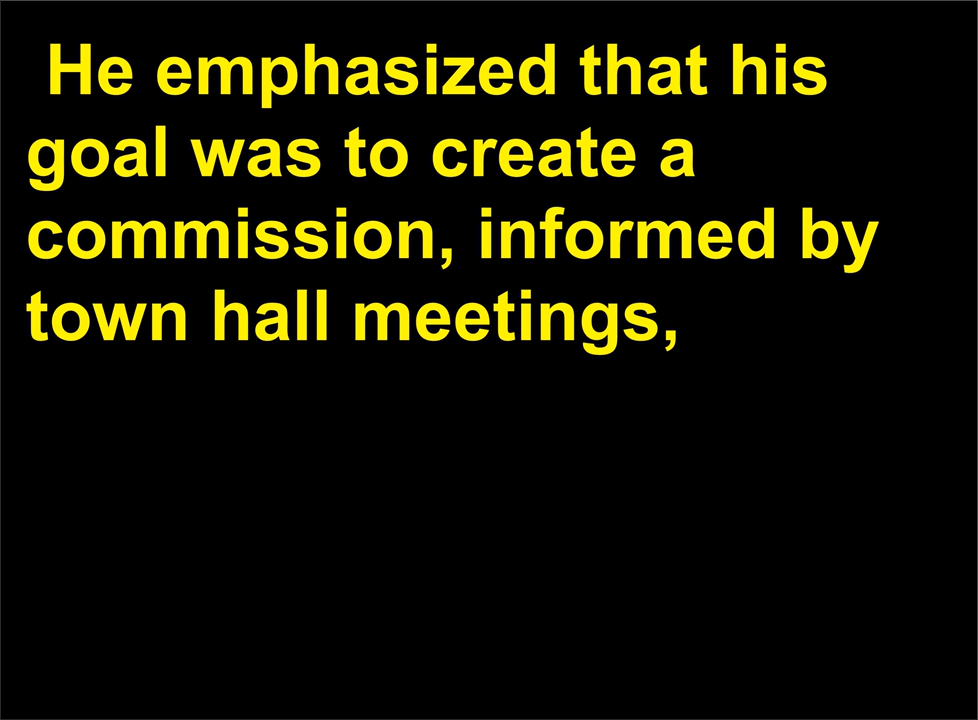 He emphasized that his
goal was to create a
commission, informed by
town hall meetings,